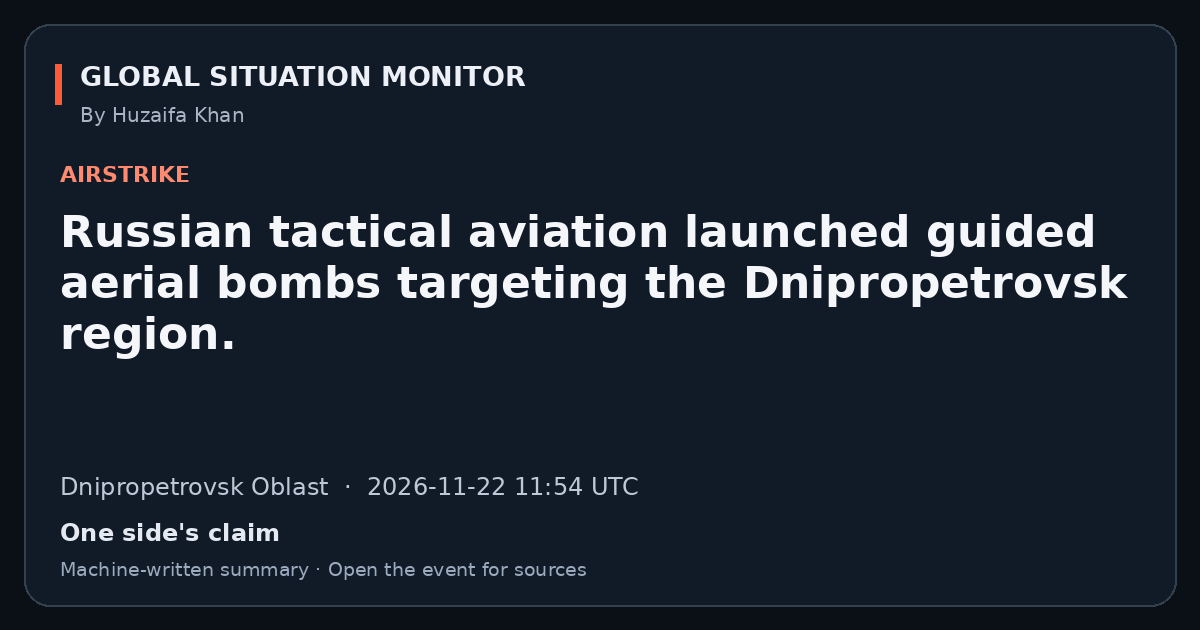 GLOBAL SITUATION MONITOR
By Huzaifa Khan
AIRSTRIKE
Russian tactical aviation launched guided
aerial bombs targeting the Dnipropetrovsk
region.
Dnipropetrovsk Oblast · 2026-11-22 11:54 UTC
One side's claim
Machine-written summary · Open the event for sources